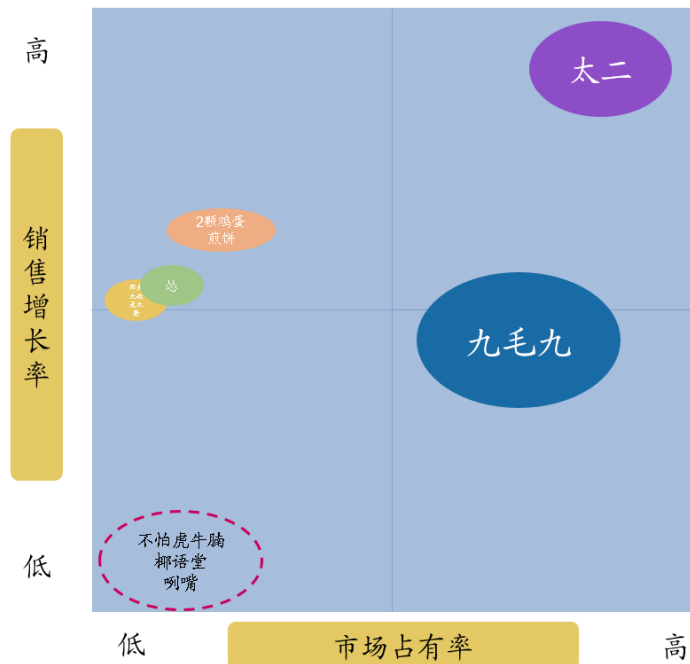 高
太二
2颗鸡蛋
煎饼
怂
销售增长率
九毛九
不怕虎牛腩
椰语堂
咧嘴
低
低
市场占有率
高